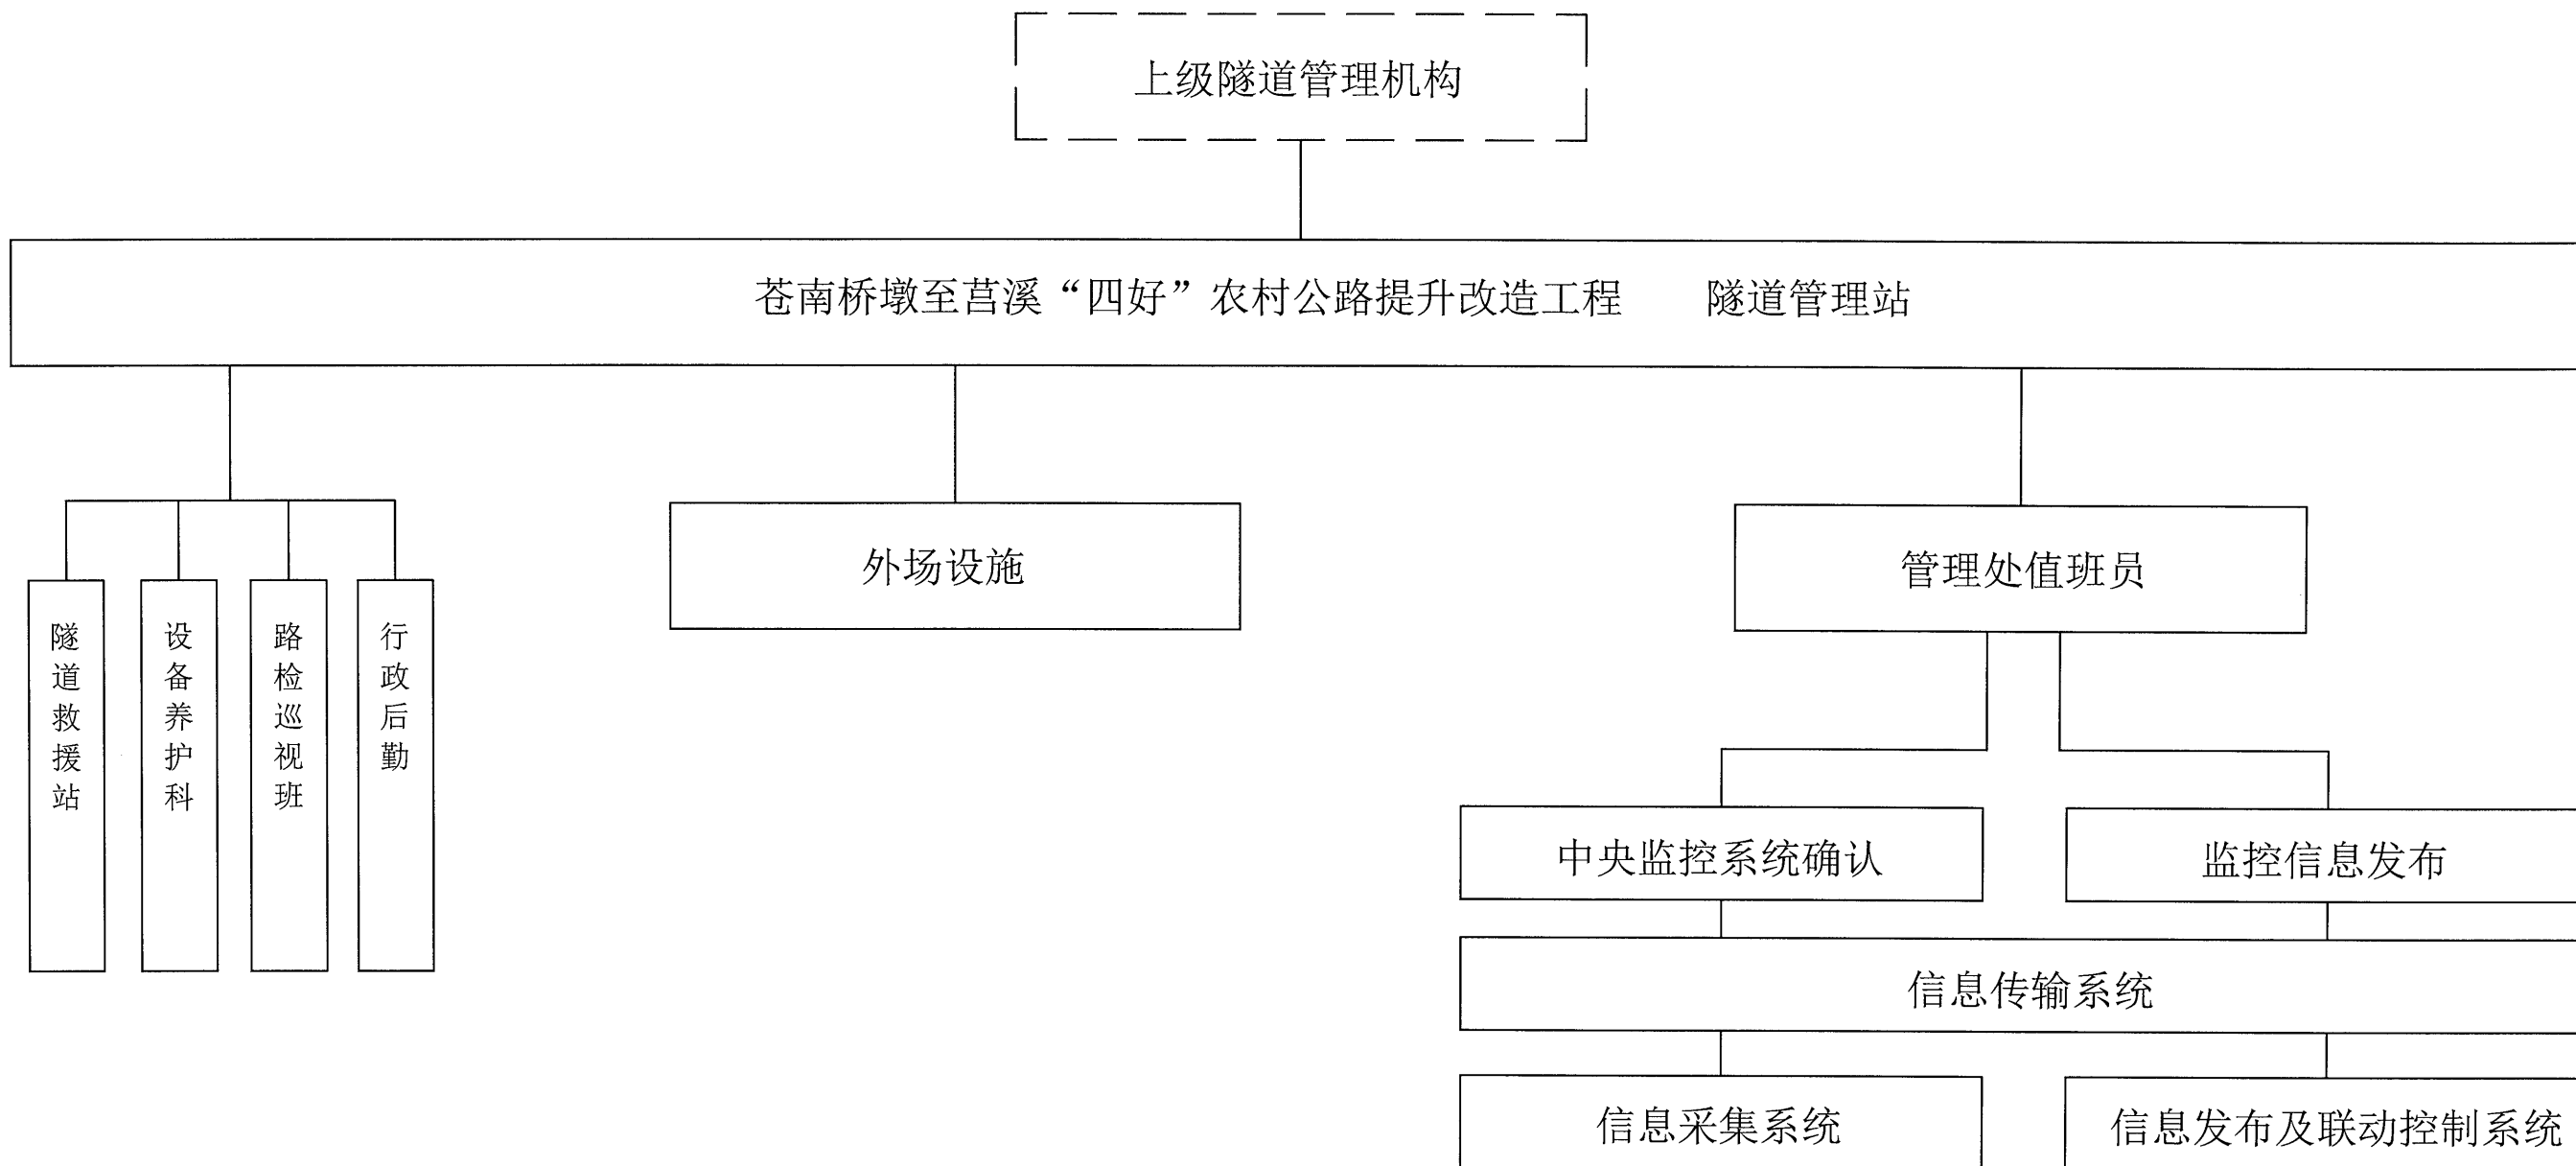 上级隧道管理机构
苍南桥墩至莒溪“四好”农村公路提升改造工程　　隧道管理站
外场设施
管理处值班员
隧道救援站
设备养护科
路检巡视班
行政后勤
中央监控系统确认
监控信息发布
信息传输系统
信息采集系统
信息发布及联动控制系统